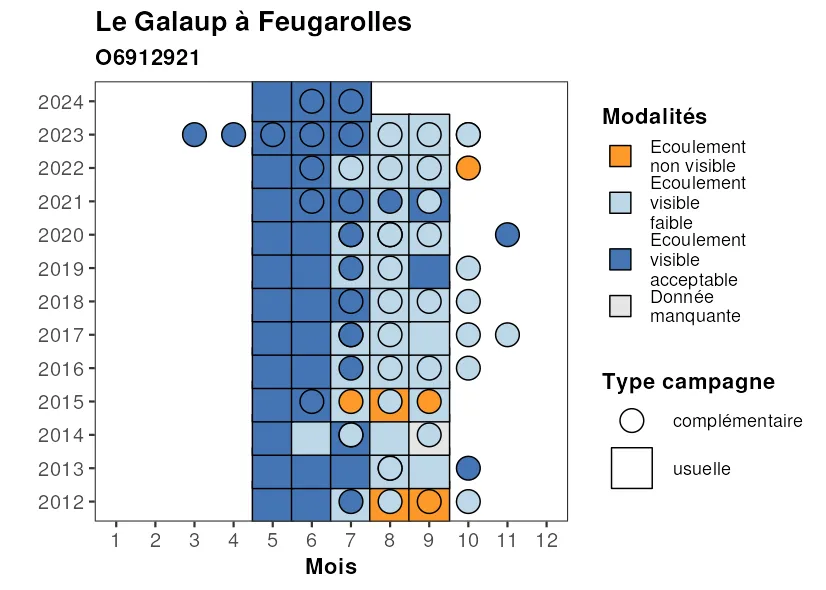 Le Galaup à Feugarolles
O6912921
2024
2023
2022
2021
2020
2019
2018
2017
2016
2015
2014
2013
2012
1 2 3 4 5 6 7 8 9 10 11 12
Mois
Modalités
Ecoulement
non visible
Ecoulement
visible
faible
Ecoulement
visible
acceptable
Donnée
manquante
Type campagne
complémentaire
usuelle